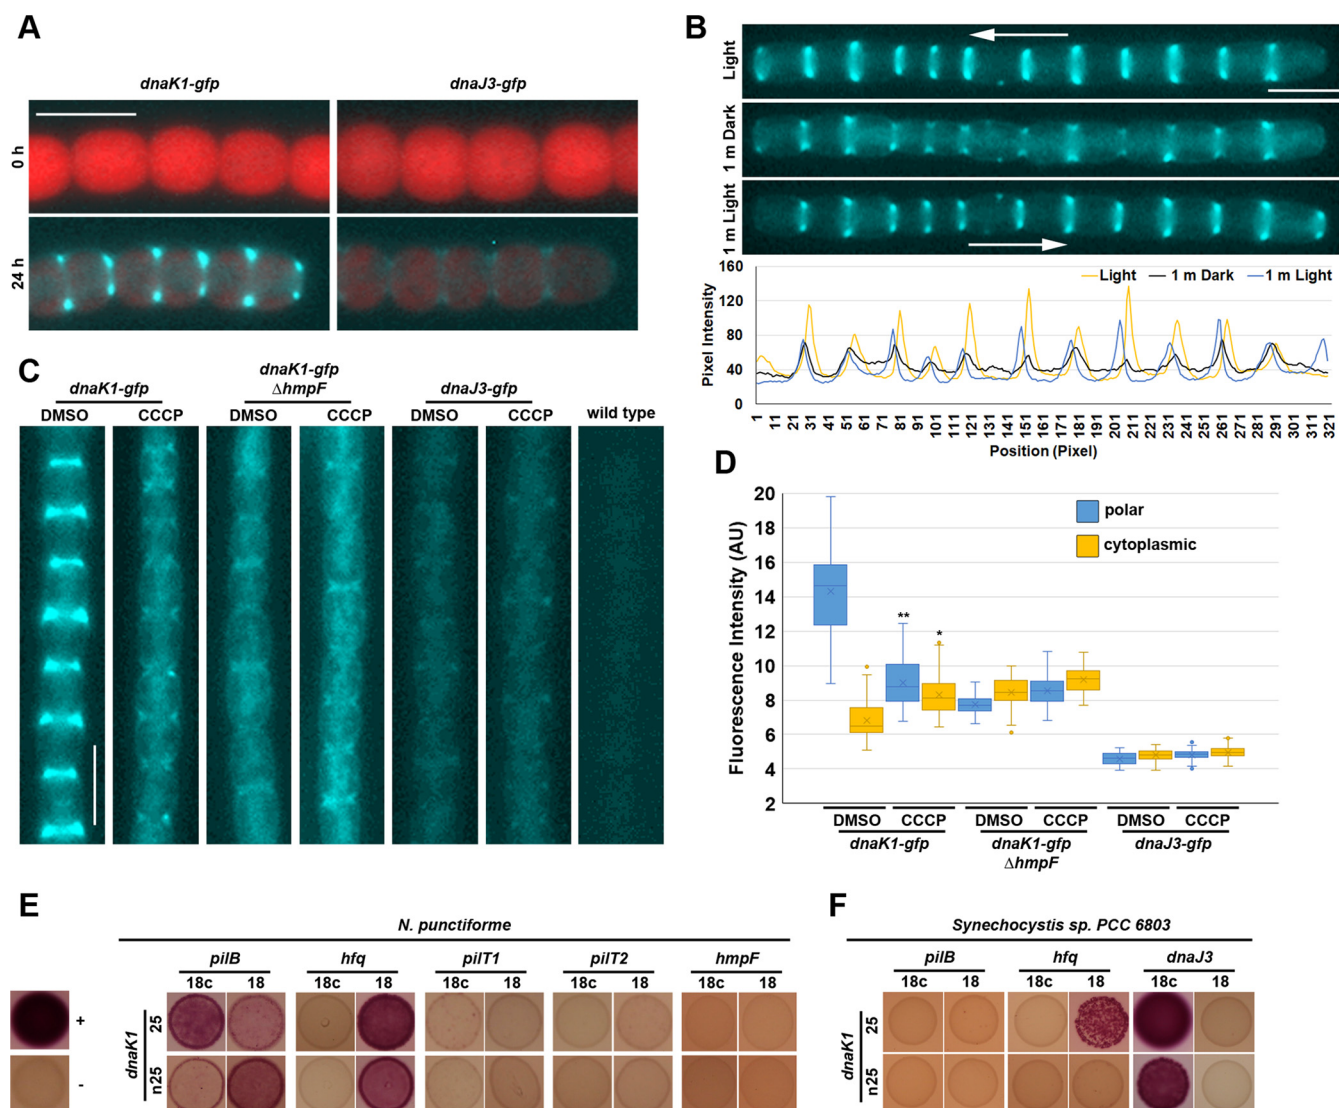 A
dnaK1-gfp
dnaJ3-gfp
0 h
24 h
B
Light
1 m Dark
1 m Light
Light 1 m Dark 1 m Light
Pixel Intensity
160
120
80
40
0
1 11 21 31 41 51 61 71 81 91 101 111 121 131 141 151 161 171 181 191 201 211 221 231 241 251 261 271 281 291 301 311 321
Position (Pixel)
C
dnaK1-gfp
dnaK1-gfp
ΔhmpF
dnaJ3-gfp
DMSO CCCP DMSO CCCP DMSO CCCP wild type
D
Fluorescence Intensity (AU)
20
18
16
14
12
10
8
6
4
2
polar
cytoplasmic
**
*
DMSO CCCP DMSO CCCP DMSO CCCP
dnaK1-gfp dnaK1-gfp dnaJ3-gfp
ΔhmpF
E
N. punctiforme
pilB hfq pilT1 pilT2 hmpF
18c 18 18c 18 18c 18 18c 18 18c 18
+
-
dnaK1
25
n25
F
Synechocystis sp. PCC 6803
pilB hfq dnaJ3
18c 18 18c 18 18c 18
dnaK1
25
n25